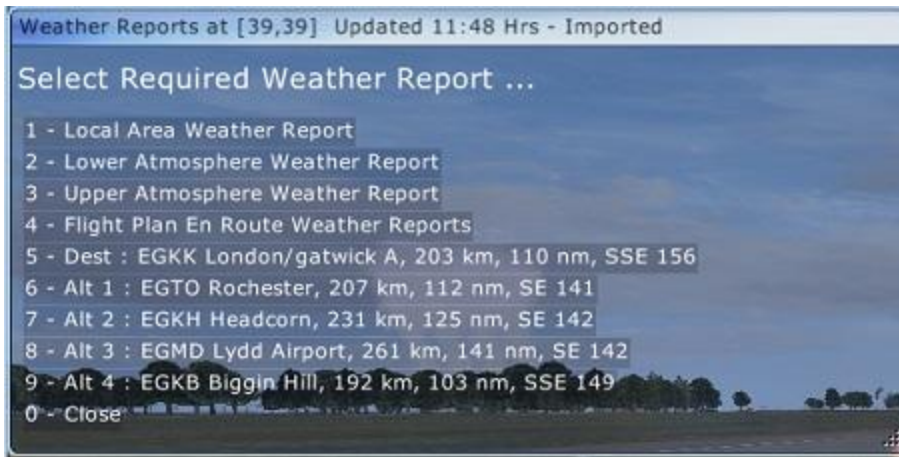 Weather Reports at [39,39] Updated 11:48 Hrs - Imported
Select Required Weather Report ...
1 - Local Area Weather Report
2 - Lower Atmosphere Weather Report
3 - Upper Atmosphere Weather Report
4 - Flight Plan En Route Weather Reports
5 - Dest : EGKK London/gatwick A, 203 km, 110 nm, SSE 156
6 - Alt 1 : EGTO Rochester, 207 km, 112 nm, SE 141
7 - Alt 2 : EGKH Headcorn, 231 km, 125 nm, SE 142
8 - Alt 3 : EGMD Lydd Airport, 261 km, 141 nm, SE 142
9 - Alt 4 : EGKB Biggin Hill, 192 km, 103 nm, SSE 149
0 - Close